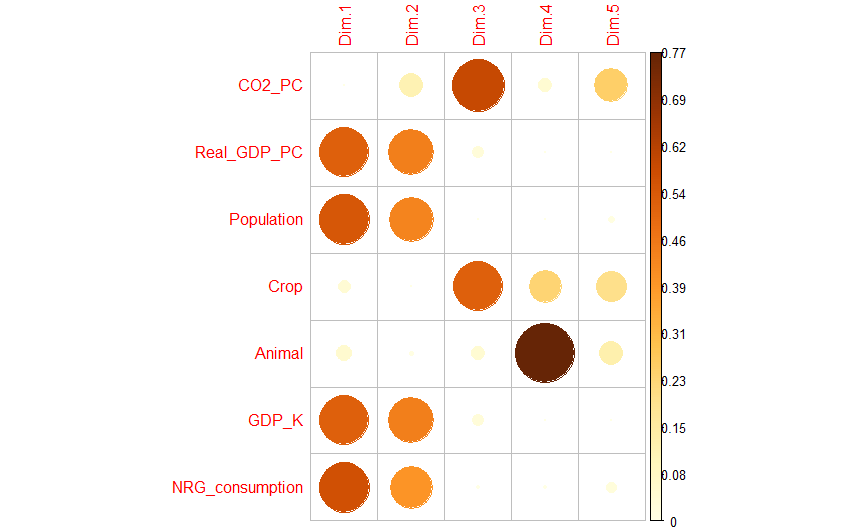 Dim.1 Dim.2 Dim.3 Dim.4 Dim.5
CO2_PC
Real_GDP_PC
Population
Crop
Animal
GDP_K
NRG_consumption
0.77
0.69
0.62
0.54
0.46
0.39
0.31
0.23
0.15
0.08
0